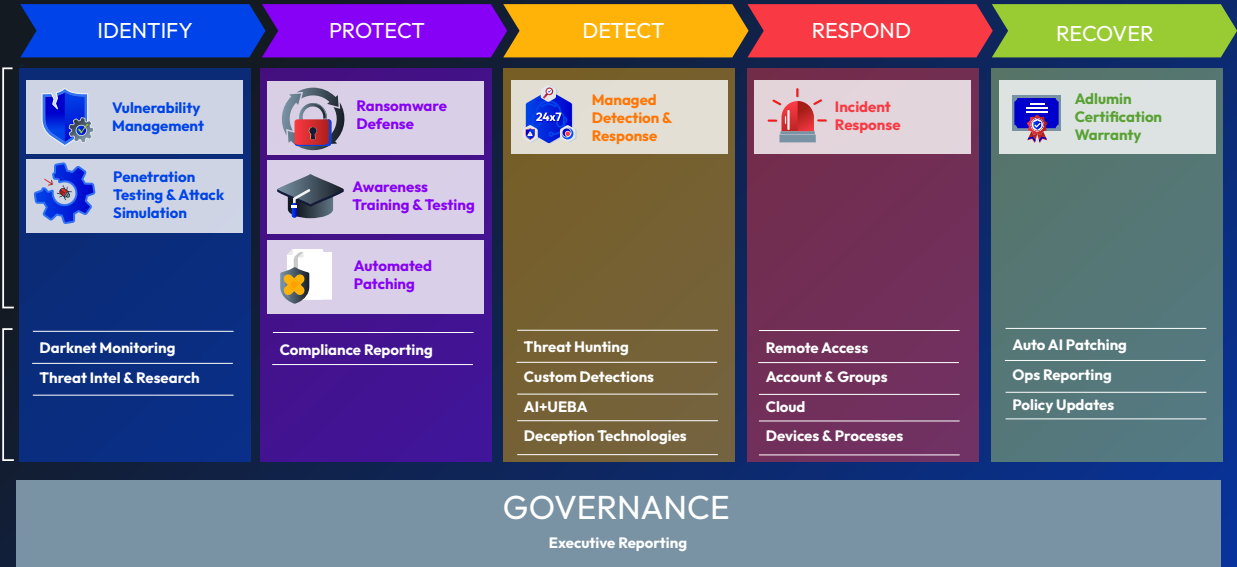 IDENTIFY
PROTECT
DETECT
RESPOND
RECOVER
Vulnerability
Management
Penetration
Testing & Attack
Simulation
Darknet Monitoring
Threat Intel & Research
Ransomware
Defense
Awareness
Training & Testing
Automated
Patching
Compliance Reporting
24x7
Managed
Detection &
Response
Threat Hunting
Custom Detections
AI+UEBA
Deception Technologies
Incident
Response
Remote Access
Account & Groups
Cloud
Devices & Processes
Adlumin
Certification
Warranty
Auto AI Patching
Ops Reporting
Policy Updates
GOVERNANCE
Executive Reporting